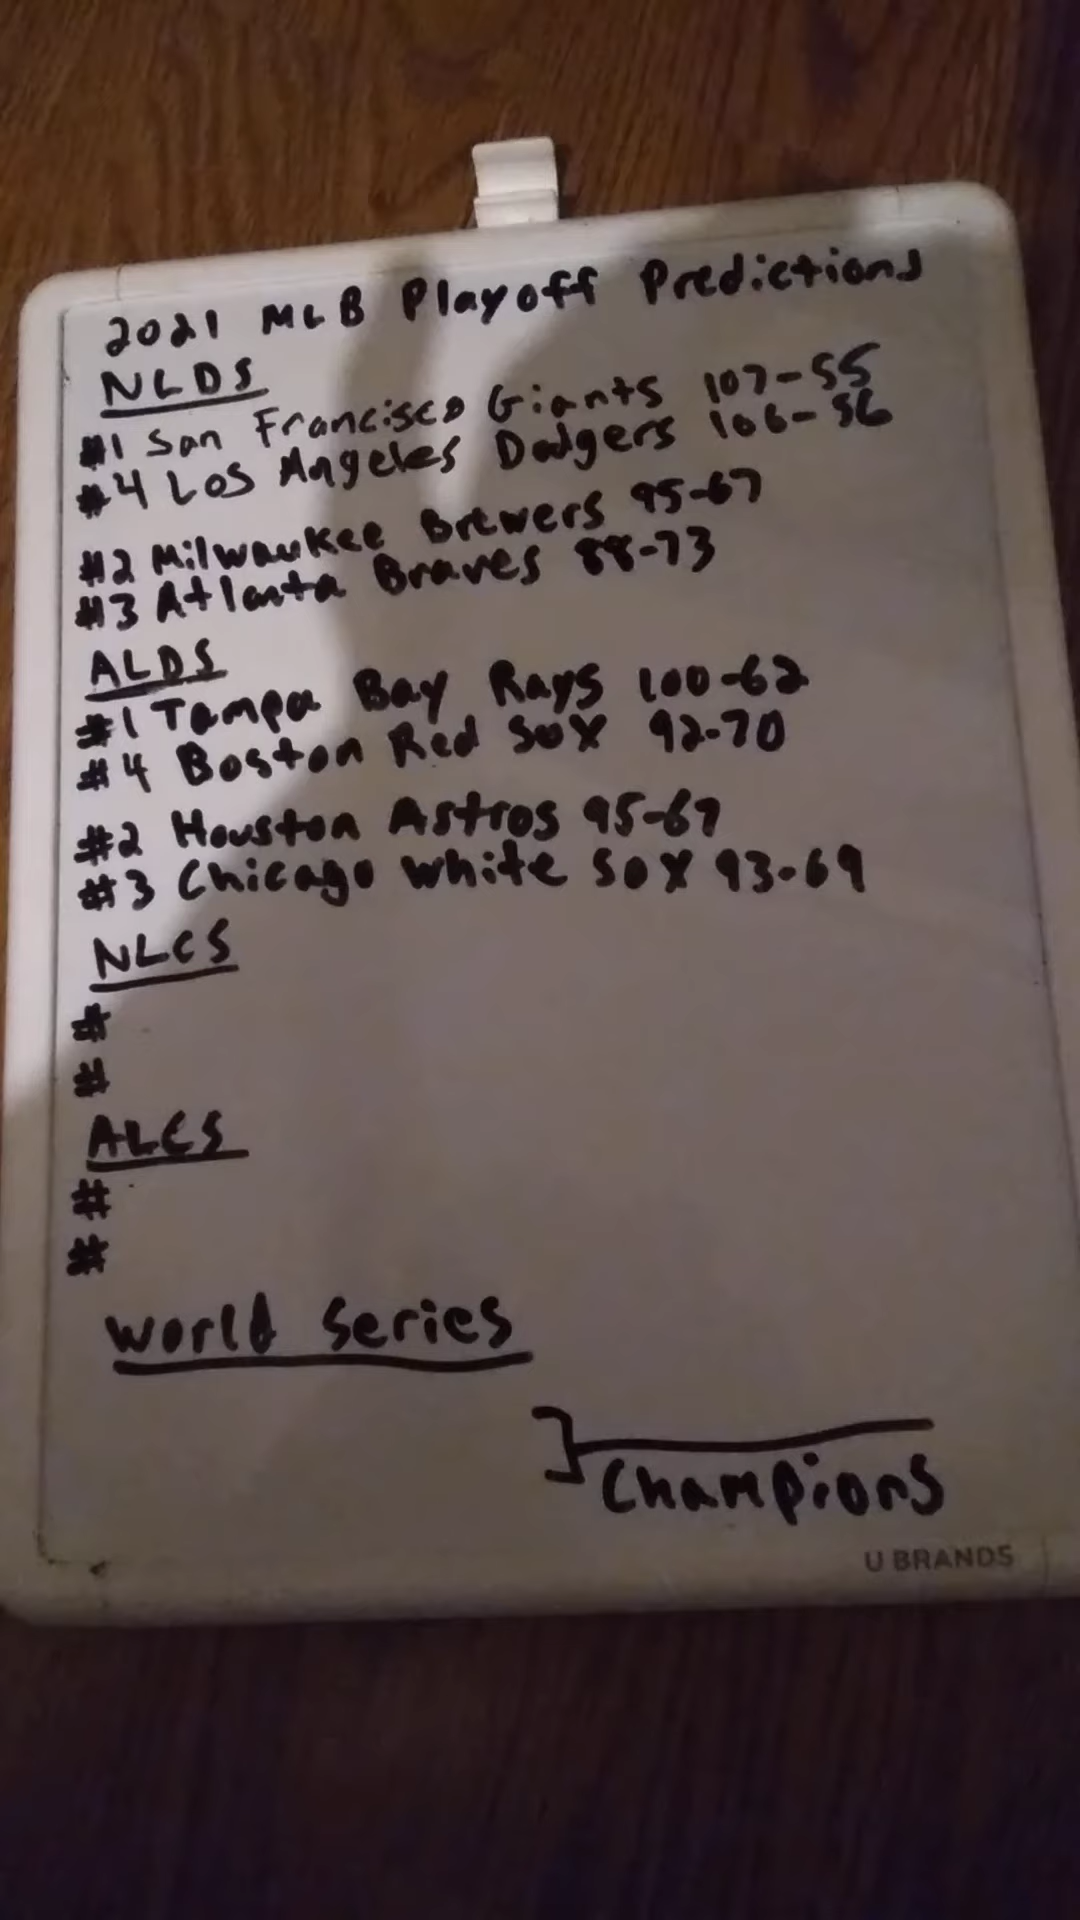 2021 MLB Playoff Predictions
NLDS
#1 San Francisco Giants 107-55
#4 Los Angeles Dodgers 106-56
#2 Milwaukee Brewers 95-67
#3 Atlanta Braves 88-73
ALDS
#1 Tampa Bay Rays 100-62
#4 Boston Red Sox 92-70
#2 Houston Astros 95-67
#3 Chicago White Sox 93-69
NLCS
#
#
ALCS
#
#
World Series
Champions
U BRANDS